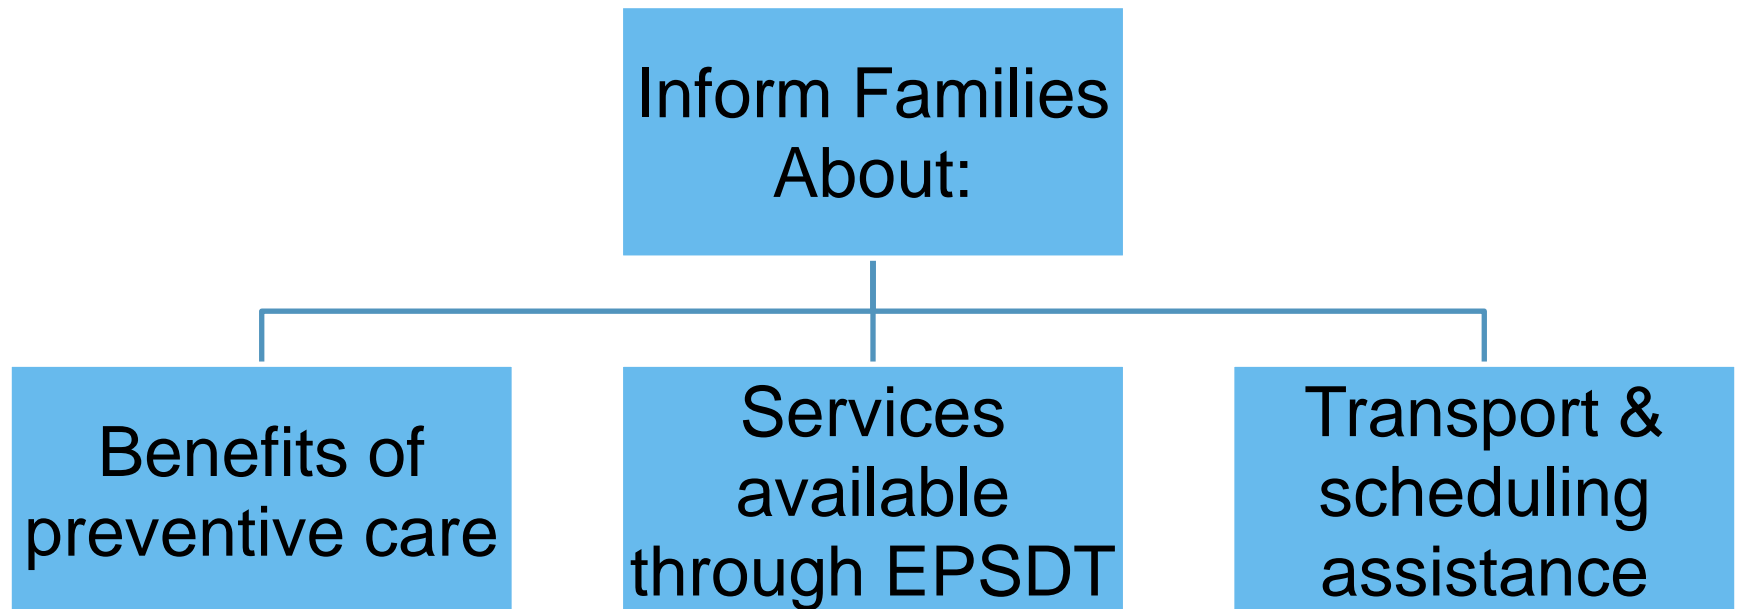 Inform Families
About:
Benefits of
preventive care
Services
available
through EPSDT
Transport &
scheduling
assistance